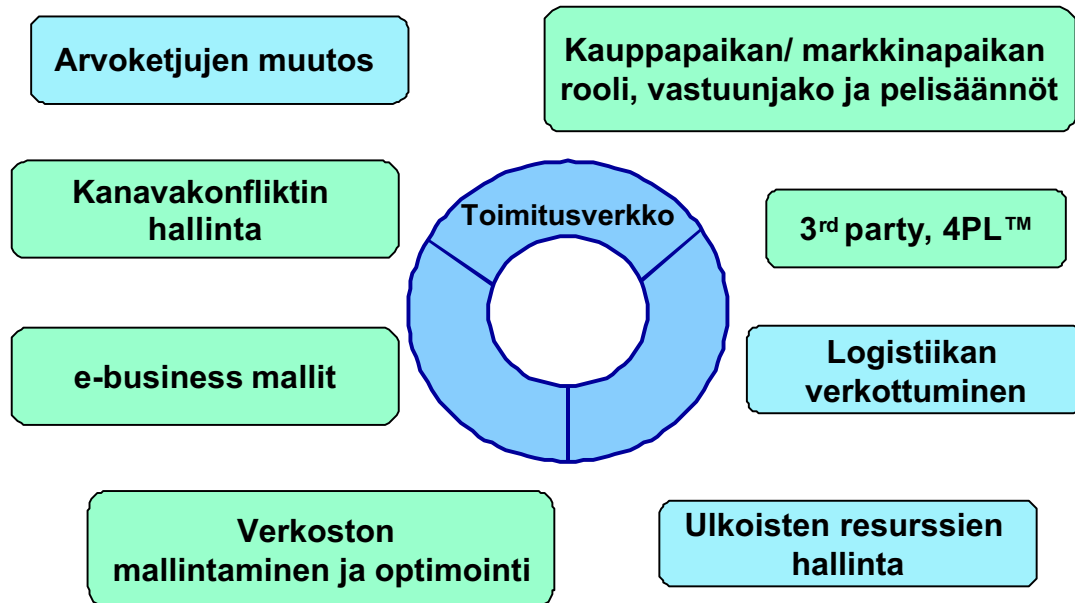 Arvoketjujen muutos
Kauppapaikan/ markkinapaikan
rooli, vastuunjako ja pelisäännöt
Kanavakonfliktin
hallinta
Toimitusverkko
3rd party, 4PL™
e-business mallit
Logistiikan
verkottuminen
Verkoston
mallintaminen ja optimointi
Ulkoisten resurssien
hallinta